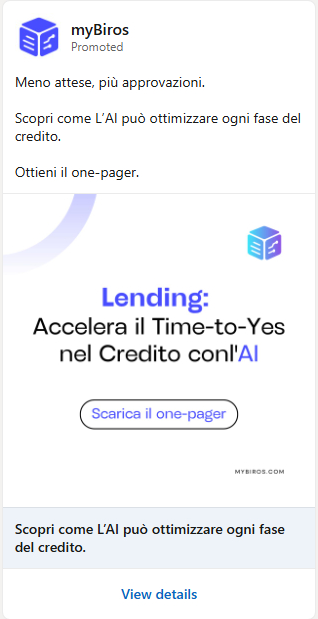 myBiros
Promoted
Meno attese, più approvazioni.
Scopri come L’AI può ottimizzare ogni fase del
credito.
Ottieni il one-pager.
Lending:
Accelera il Time-to-Yes
nel Credito conl'AI
Scarica il one-pager
MYBIROS.COM
Scopri come L’AI può ottimizzare ogni fase
del credito.
View details